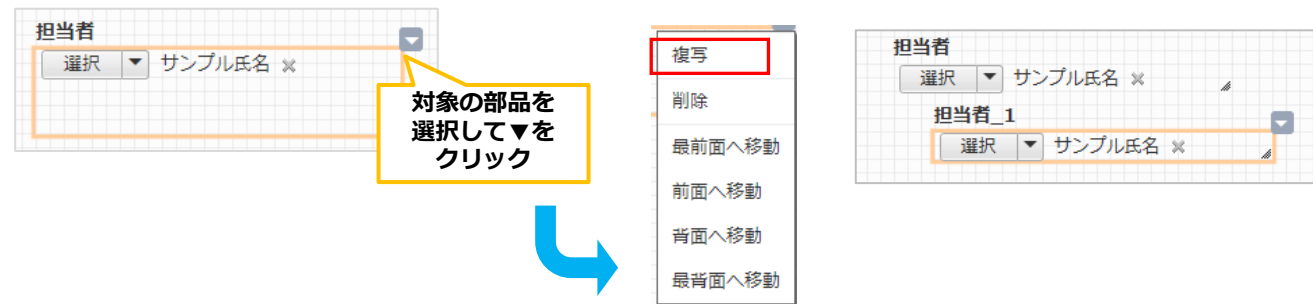 担当者
選択 ▼ サンプル氏名 ×
対象の部品を
選択して▼を
クリック
複写
削除
最前面へ移動
前面へ移動
背面へ移動
最背面へ移動
担当者
選択 ▼ サンプル氏名 ×
担当者_1
選択 ▼ サンプル氏名 ×